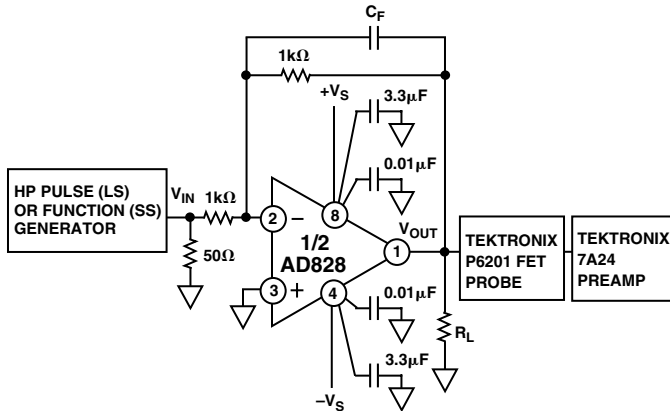 C_F
1kΩ
+V_S
3.3μF
0.01μF
HP PULSE (LS)
OR FUNCTION (SS)
GENERATOR
V_IN
1kΩ
50Ω
2
–
8
1/2
AD828
3
+
4
1
V_OUT
TEKTRONIX
P6201 FET
PROBE
TEKTRONIX
7A24
PREAMP
0.01μF
R_L
3.3μF
–V_S